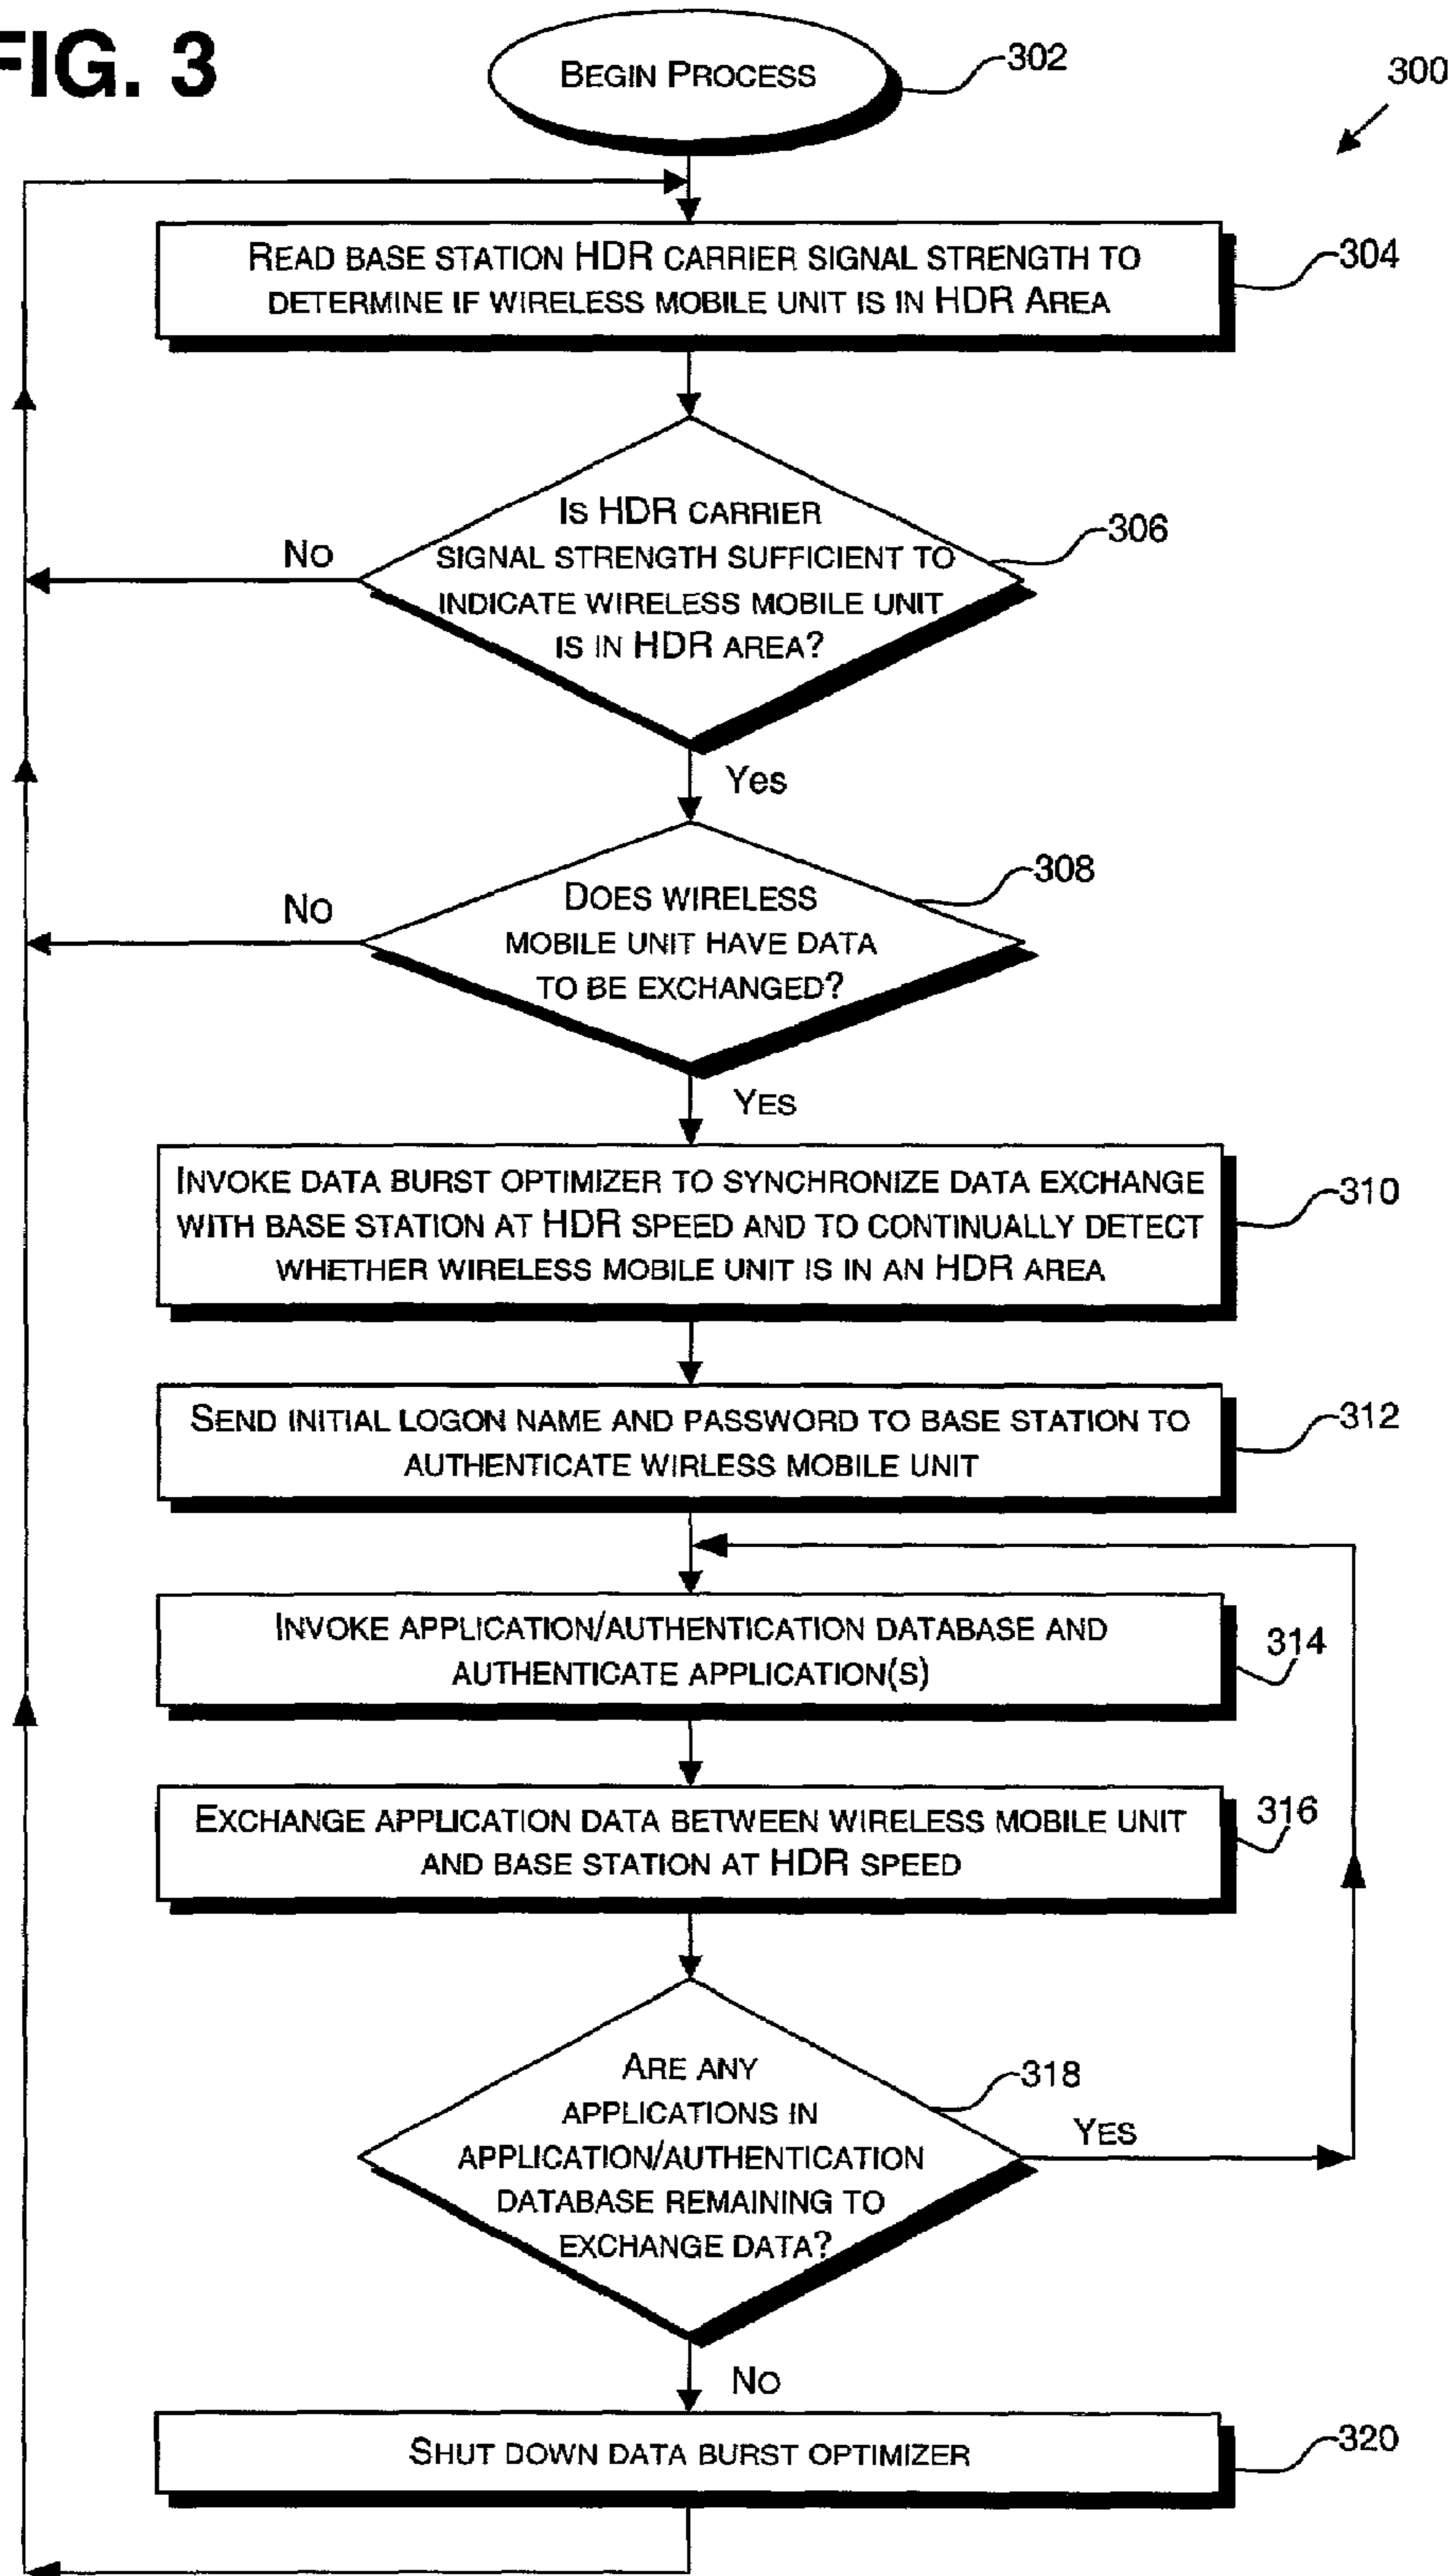 FIG. 3
BEGIN PROCESS
302
300
READ BASE STATION HDR CARRIER SIGNAL STRENGTH TO
DETERMINE IF WIRELESS MOBILE UNIT IS IN HDR AREA
304
IS HDR CARRIER
SIGNAL STRENGTH SUFFICIENT TO
INDICATE WIRELESS MOBILE UNIT
IS IN HDR AREA?
306
NO
Yes
DOES WIRELESS
MOBILE UNIT HAVE DATA
TO BE EXCHANGED?
308
NO
YES
INVOKE DATA BURST OPTIMIZER TO SYNCHRONIZE DATA EXCHANGE
WITH BASE STATION AT HDR SPEED AND TO CONTINUALLY DETECT
WHETHER WIRELESS MOBILE UNIT IS IN AN HDR AREA
310
SEND INITIAL LOGON NAME AND PASSWORD TO BASE STATION TO
AUTHENTICATE WIRLESS MOBILE UNIT
312
INVOKE APPLICATION/AUTHENTICATION DATABASE AND
AUTHENTICATE APPLICATION(S)
314
EXCHANGE APPLICATION DATA BETWEEN WIRELESS MOBILE UNIT
AND BASE STATION AT HDR SPEED
316
ARE ANY
APPLICATIONS IN
APPLICATION/AUTHENTICATION
DATABASE REMAINING TO
EXCHANGE DATA?
318
YES
NO
SHUT DOWN DATA BURST OPTIMIZER
320